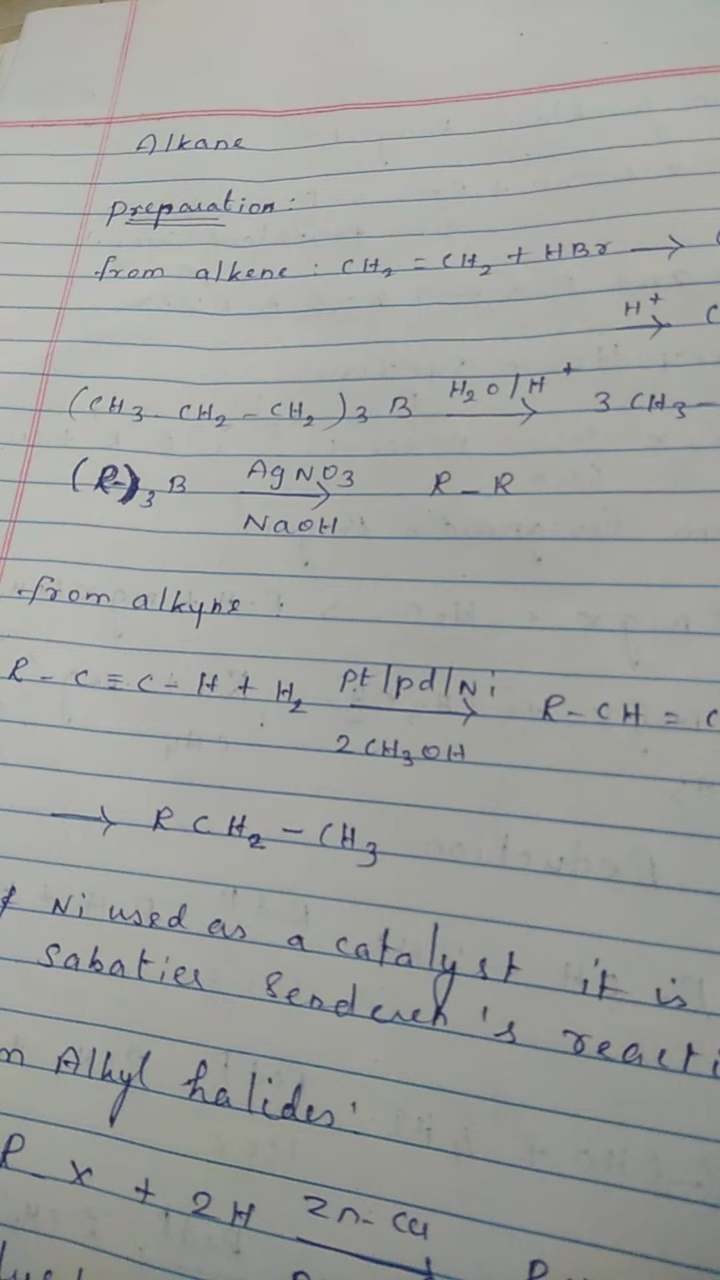 Alkane
Preparation:
from alkene: CH₂ = CH₂ + HBr →
H⁺ → C
(CH₃ - CH₂ - CH₂)₃ B H₂O/H⁺ → 3 CH₃ -
(R-)₃ B AgNO₃ → R - R
NaOH
from alkyne:
R - C ≡ C - H + H₂ Pt/pd/Ni → R - CH = C
2 CH₃OH
→ R CH₂ - CH₃
f Ni used as a catalyst it is
Sabatier Senderen's reacti
m Alkyl halides:
R X + 2H Zn - Cu →